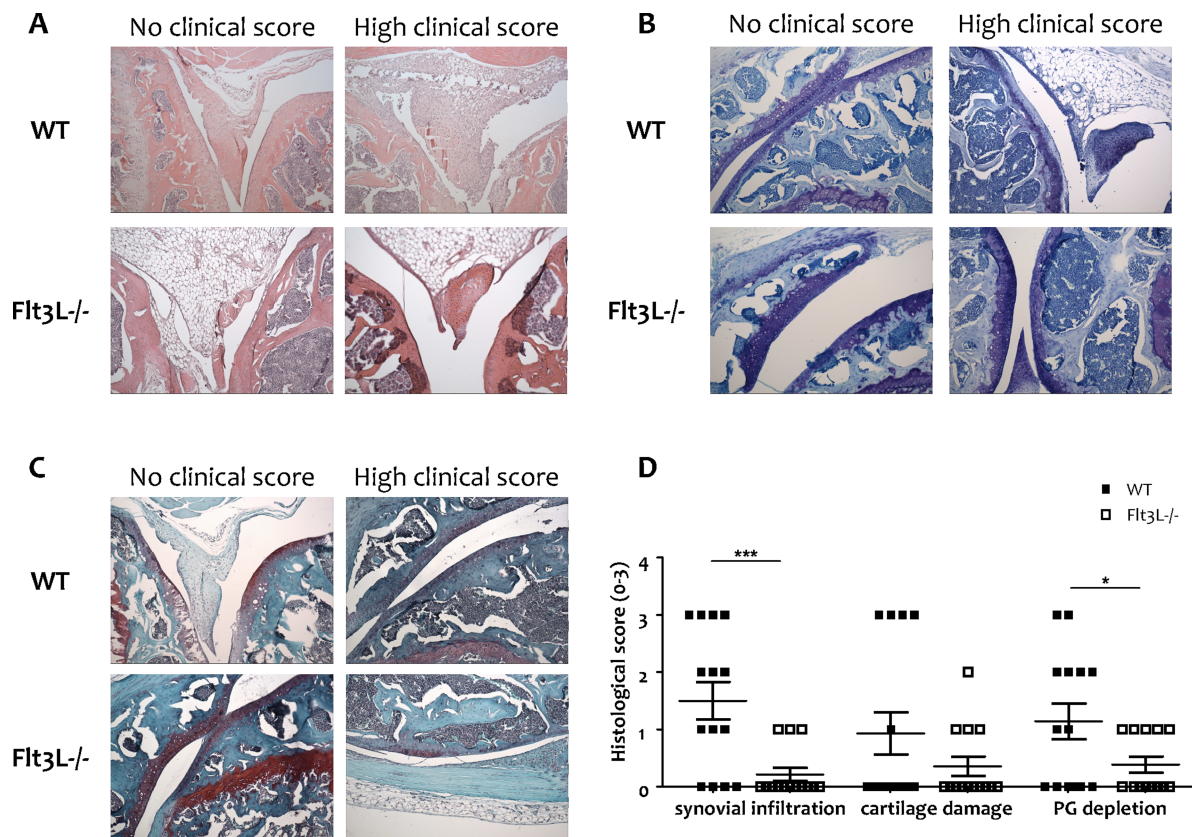 A
No clinical score
High clinical score
WT
Flt3L-/-
B
No clinical score
High clinical score
WT
Flt3L-/-
C
No clinical score
High clinical score
WT
Flt3L-/-
D
WT
Flt3L-/-
Histological score (0-3)
4
3
2
1
0
***
*
synovial infiltration
cartilage damage
PG depletion